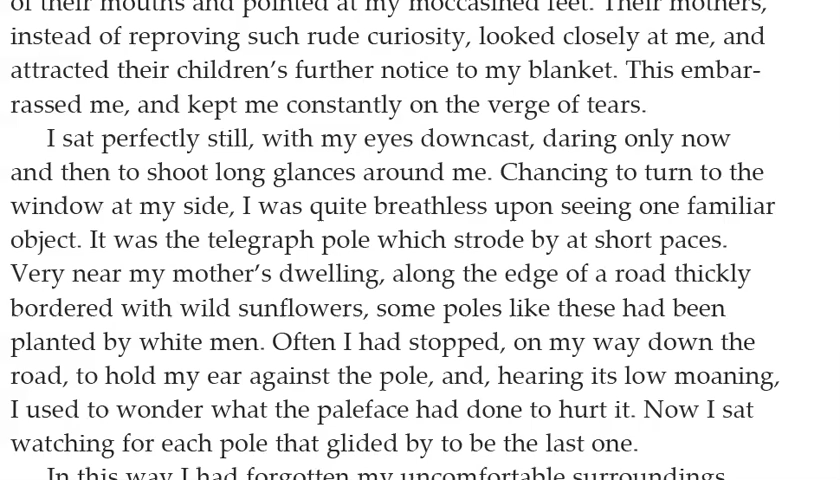 of their mouths and pointed at my moccasined feet. Their mothers,
instead of reproving such rude curiosity, looked closely at me, and
attracted their children’s further notice to my blanket. This embar-
rassed me, and kept me constantly on the verge of tears.
I sat perfectly still, with my eyes downcast, daring only now
and then to shoot long glances around me. Chancing to turn to the
window at my side, I was quite breathless upon seeing one familiar
object. It was the telegraph pole which strode by at short paces.
Very near my mother’s dwelling, along the edge of a road thickly
bordered with wild sunflowers, some poles like these had been
planted by white men. Often I had stopped, on my way down the
road, to hold my ear against the pole, and, hearing its low moaning,
I used to wonder what the paleface had done to hurt it. Now I sat
watching for each pole that glided by to be the last one.
In this way I had forgotten my uncomfortable surroundings,